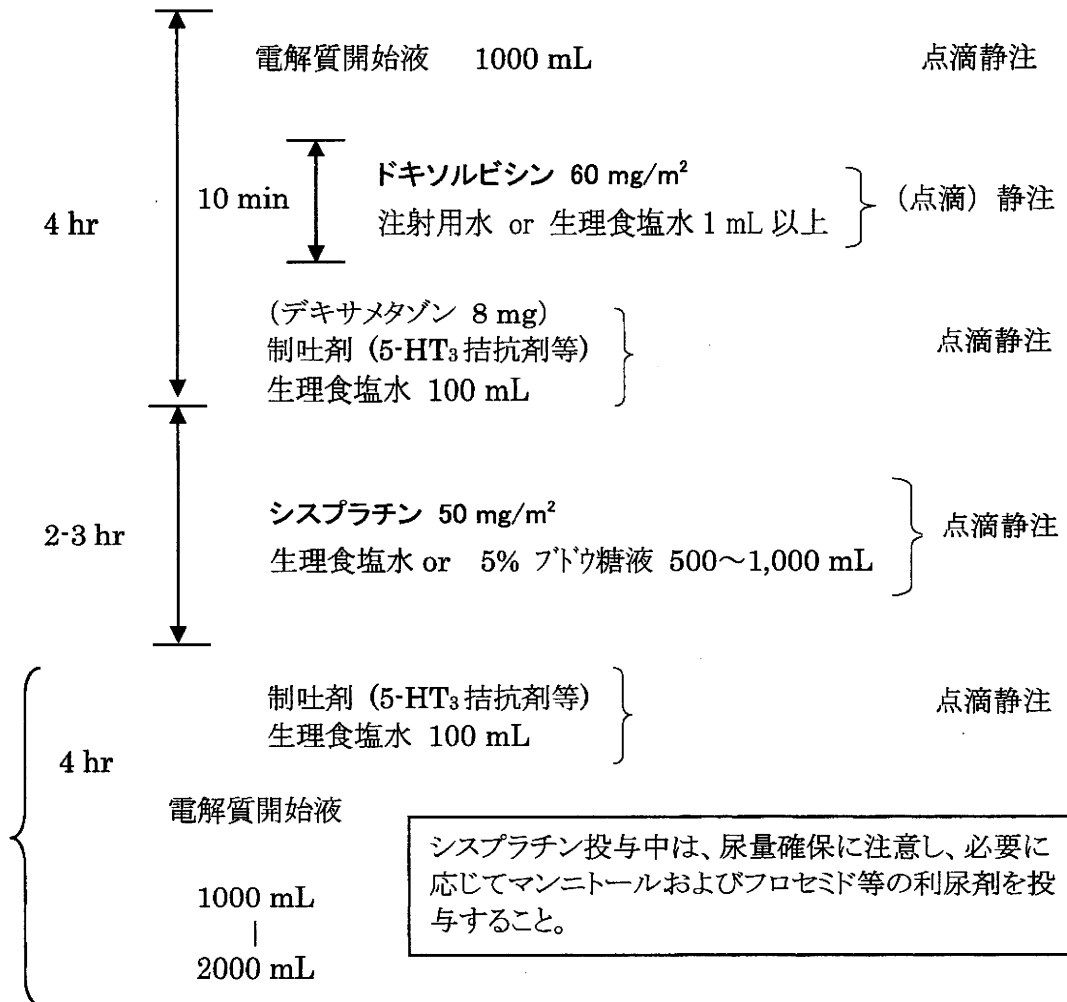 電解質開始液 1000 mL 点滴静注
ドキソルビシン 60 mg/m²
10 min (点滴) 静注
4 hr 注射用水 or 生理食塩水 1 mL 以上
(デキサメタゾン 8 mg)
制吐剤 (5-HT₃拮抗剤等) 点滴静注
生理食塩水 100 mL
シスプラチン 50 mg/m²
2-3 hr 点滴静注
生理食塩水 or 5% ブドウ糖液 500～1,000 mL
制吐剤 (5-HT₃拮抗剤等) 点滴静注
生理食塩水 100 mL
4 hr
電解質開始液
1000 mL
|
2000 mL
シスプラチン投与中は、尿量確保に注意し、必要に
応じてマンニトールおよびフロセミド等の利尿剤を投
与すること。